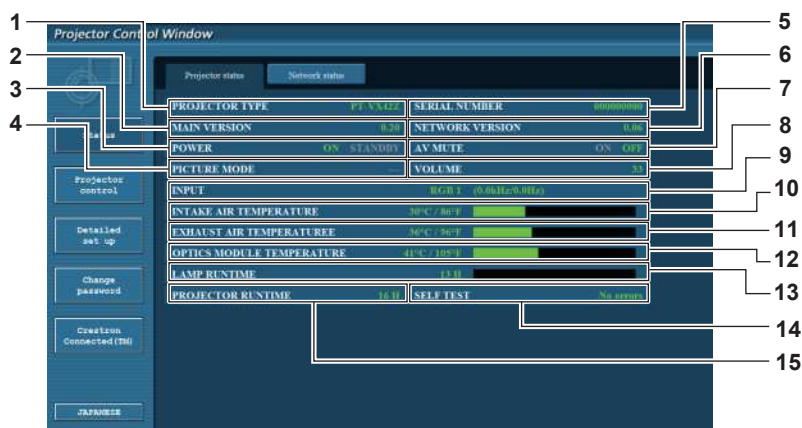 Projector Control Window
Projector status Network status
PROJECTOR TYPE PT-VX42Z SERIAL NUMBER 000000000
MAIN VERSION 0.20 NETWORK VERSION 0.06
POWER ON STANDBY AV MUTE ON OFF
PICTURE MODE --- VOLUME 33
INPUT RGB 1 (0.0kHz/0.0Hz)
INTAKE AIR TEMPERATURE 30°C / 86°F
EXHAUST AIR TEMPERATUREE 36°C / 96°F
OPTICS MODULE TEMPERATURE 41°C / 105°F
LAMP RUNTIME 13 H
PROJECTOR RUNTIME 16 H SELF TEST No errors
Status
Projector
control
Detailed
set up
Change
password
Crestron
Connected(TM)
JAPANESE
1
2
3
4
5
6
7
8
9
10
11
12
13
14
15